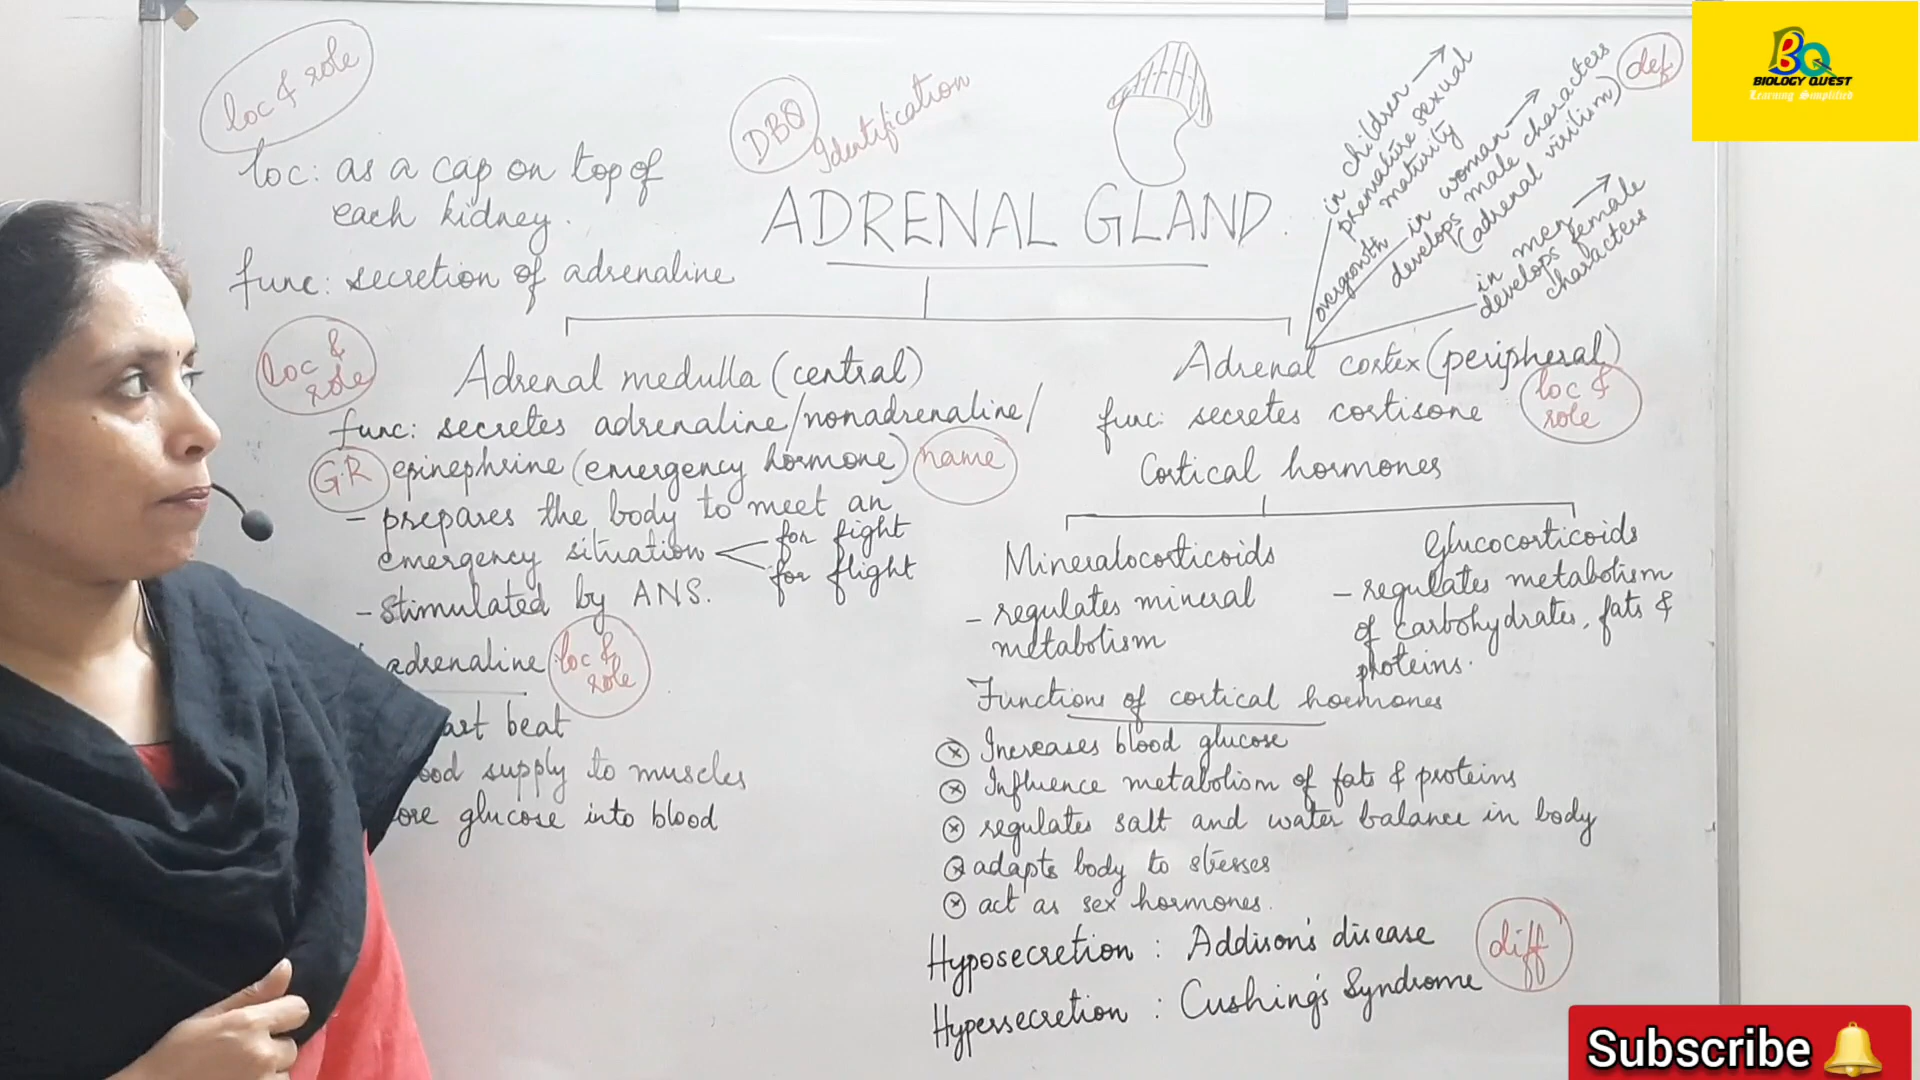 loc & role
loc: as a cap on top of
each kidney.
func: secretion of adrenaline
DBQ
Identification
ADRENAL GLAND
in children →
premature sexual
maturity
overgrowth
in woman →
develops male characters
(adrenal virilism)
def
in men →
develops female
characters
BQ
BIOLOGY QUEST
Learning Simplified
loc &
role
Adrenal medulla (central)
func: secretes adrenaline/nonadrenaline/
G.R epinephrine (emergency hormone) name
- prepares the body to meet an
emergency situation
for fight
for flight
- stimulated by ANS.
adrenaline
loc &
role
beat
supply to muscles
glucose into blood
Adrenal cortex (peripheral)
func: secretes cortisone
loc &
role
Cortical hormones
Mineralocorticoids
- regulates mineral
metabolism
Glucocorticoids
- regulates metabolism
of carbohydrates, fats &
proteins.
Functions of cortical hormones
Increases blood glucose
Influence metabolism of fats & proteins
regulates salt and water balance in body
adapts body to stresses
act as sex hormones.
Hyposecretion : Addison's disease
Hypersecretion : Cushing's Syndrome
diff
Subscribe